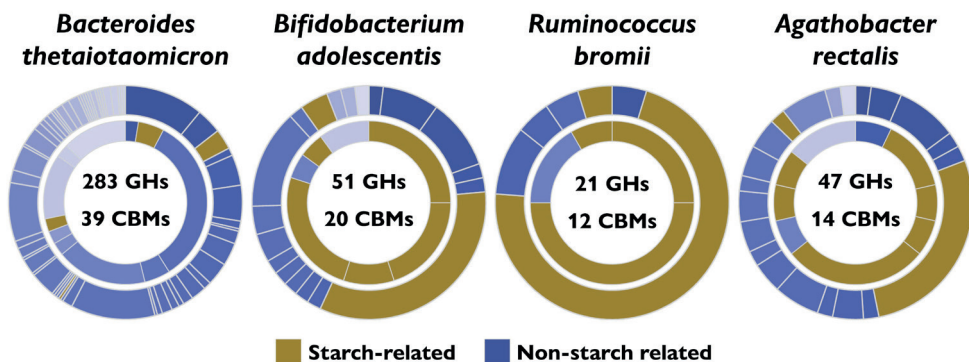 Bacteroides
thetaiotaomicron
Bifidobacterium
adolescentis
Ruminococcus
bromii
Agathobacter
rectalis
283 GHs
39 CBMs
51 GHs
20 CBMs
21 GHs
12 CBMs
47 GHs
14 CBMs
Starch-related
Non-starch related